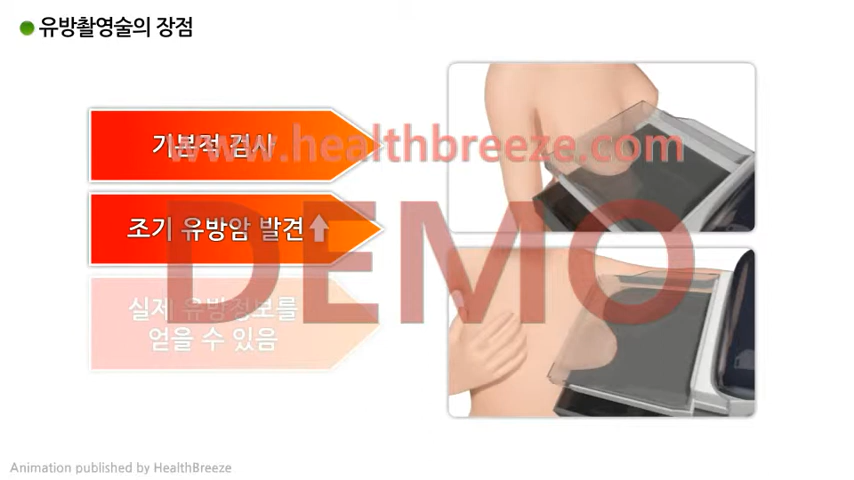 유방촬영술의 장점
기본적 검사
www.healthbreeze.com
조기 유방암 발견↑
DEMO
실제 유방정보를
얻을 수 있음
Animation published by HealthBreeze